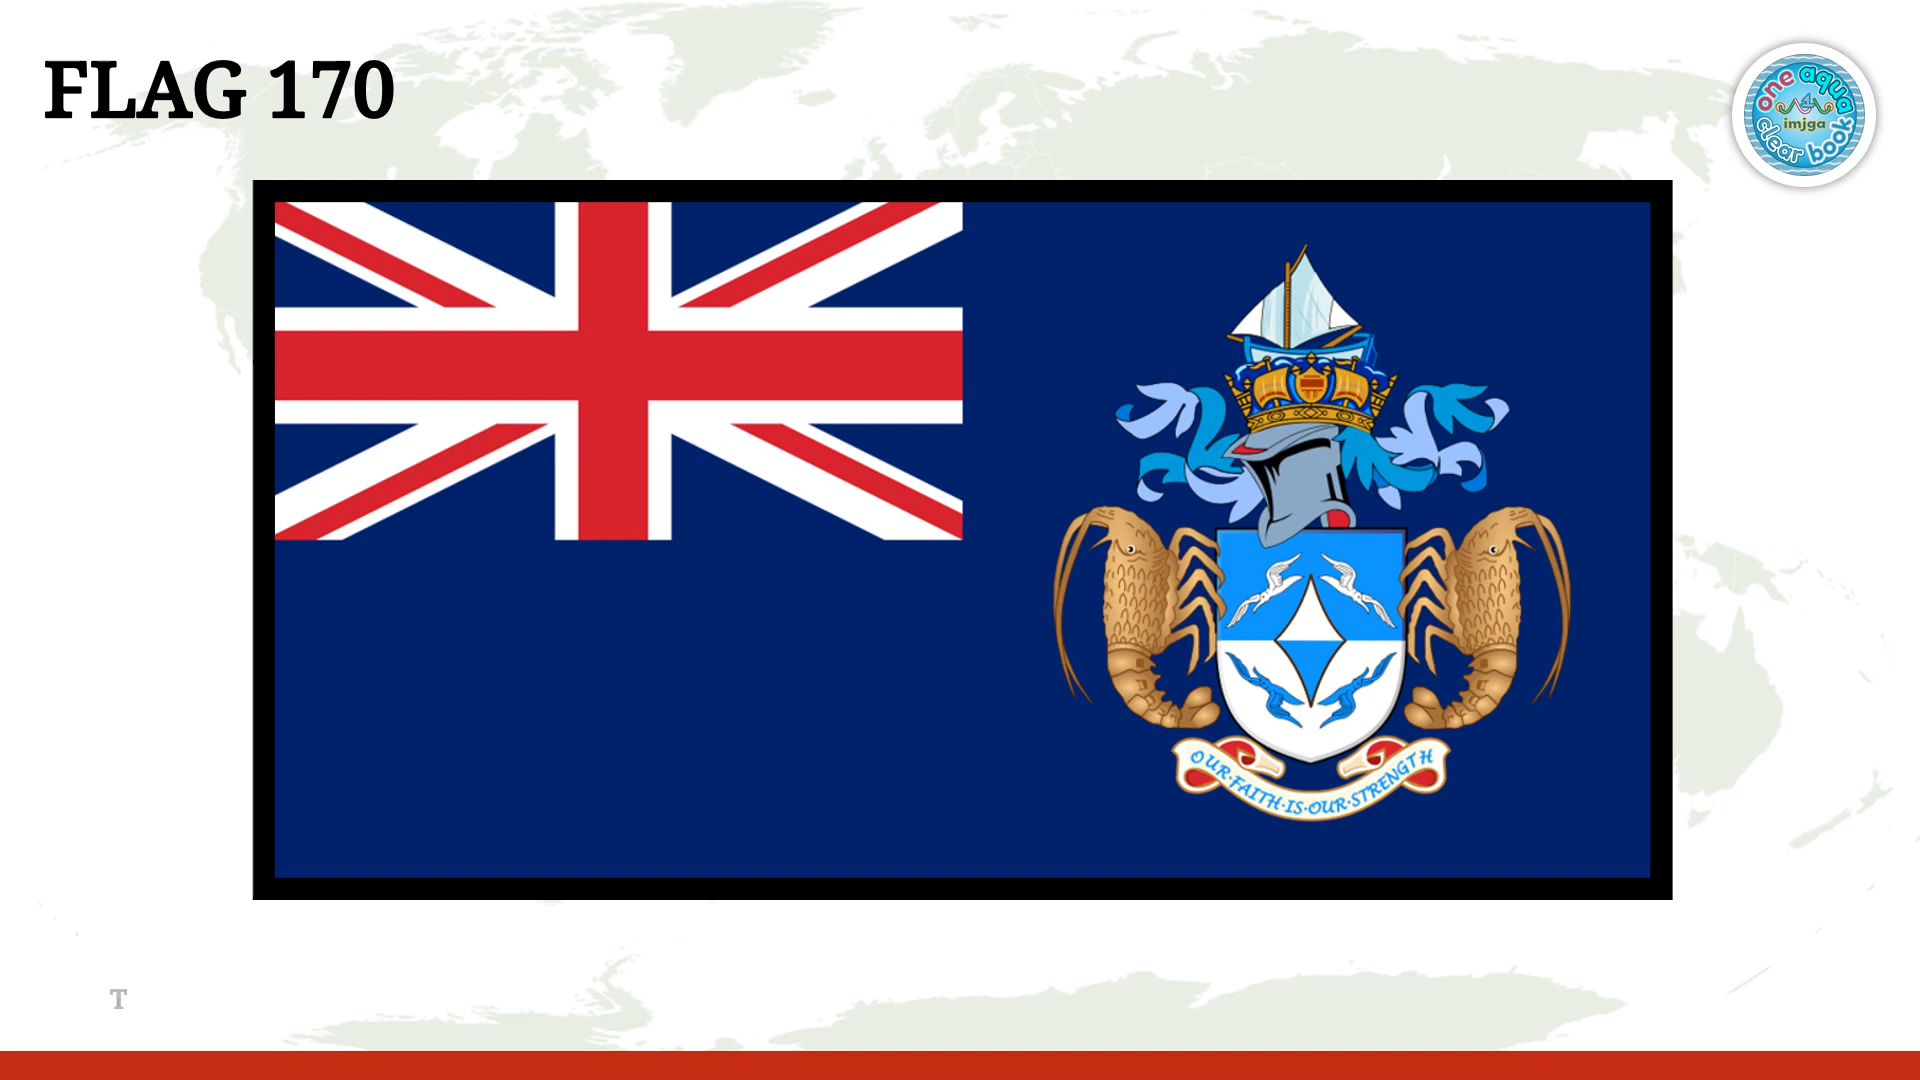 FLAG 170
one aqua
imjga
clear book
OUR·FAITH·IS·OUR·STRENGTH
T